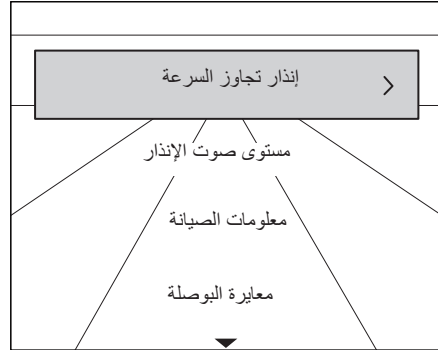 إنذار تجاوز السرعة
مستوى صوت الإنذار
معلومات الصيانة
معايرة البوصلة